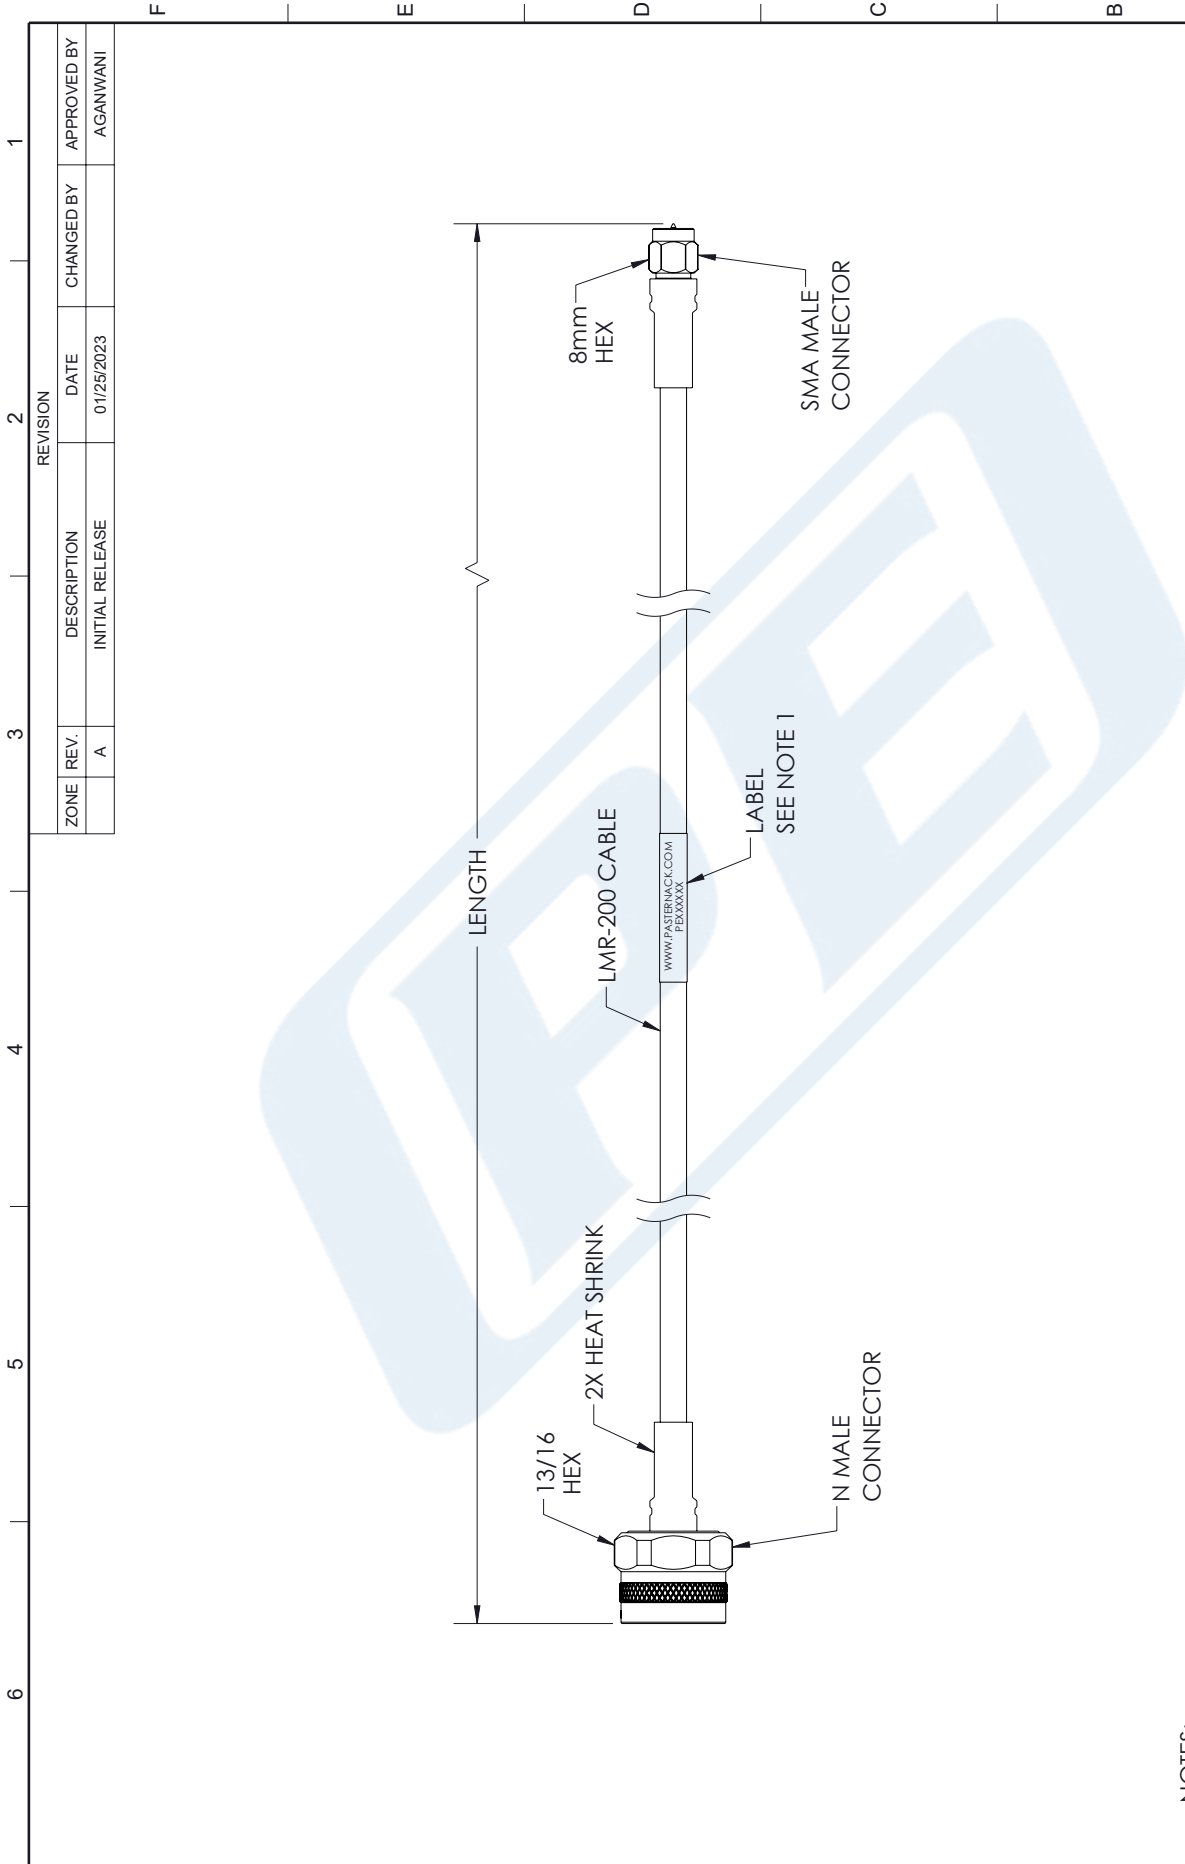 6
5
4
3
2
1
REVISION
ZONE REV. DESCRIPTION DATE CHANGED BY APPROVED BY
A INITIAL RELEASE 01/25/2023 AGANWANI
F
E
D
C
B
LENGTH
13/16
HEX
2X HEAT SHRINK
LMR-200 CABLE
8mm
HEX
WWW.PASTERNACK.COM
PEXXXXXX
N MALE
CONNECTOR
LABEL
SEE NOTE 1
SMA MALE
CONNECTOR
PE